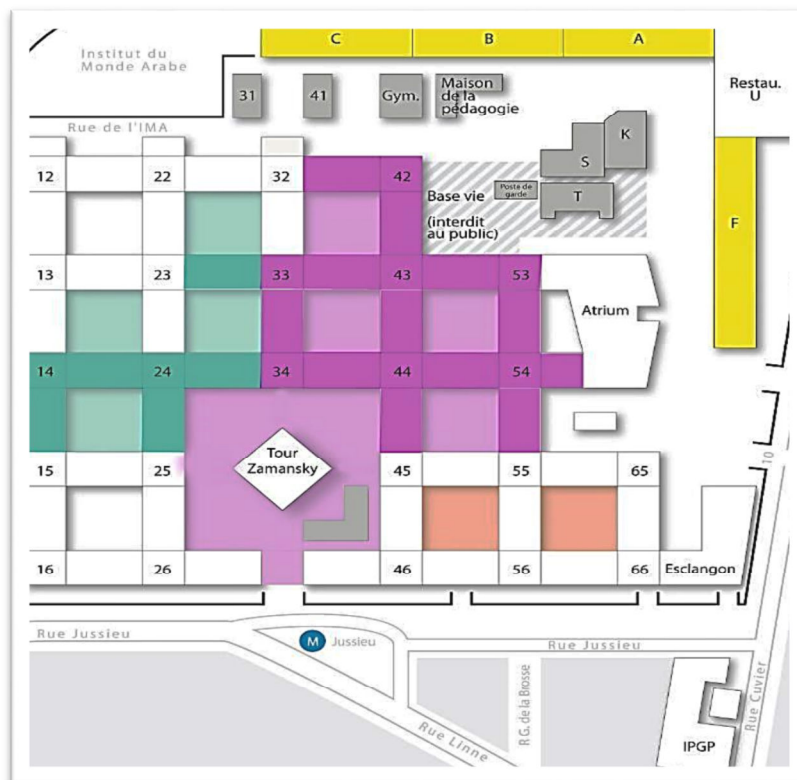 C B A
Institut du
Monde Arabe
31 41 Gym. Maison
de la
pédagogie
Restau.
U
Rue de l'IMA
K
S
12 22 32 42
Poste de
garde
T
Base vie
(interdit
au public)
F
13 23 33 43 53
Atrium
14 24 34 44 54
Tour
Zamansky
15 25 45 55 65
10
16 26 46 56 66 Esclangon
Rue Jussieu
M Jussieu
Rue Jussieu
R G. de la Brosse
Rue Linne
Rue Cuvier
IPGP